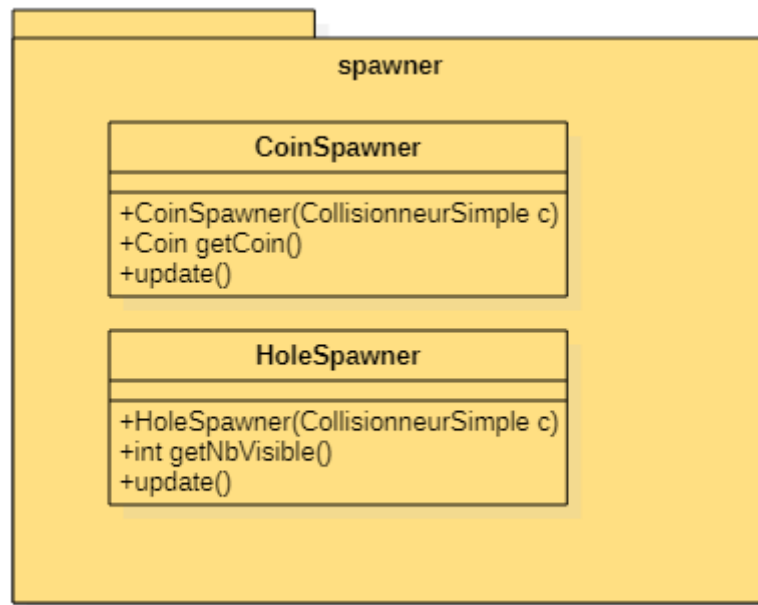 spawner
CoinSpawner
+CoinSpawner(CollisionneurSimple c)
+Coin getCoin()
+update()
HoleSpawner
+HoleSpawner(CollisionneurSimple c)
+int getNbVisible()
+update()